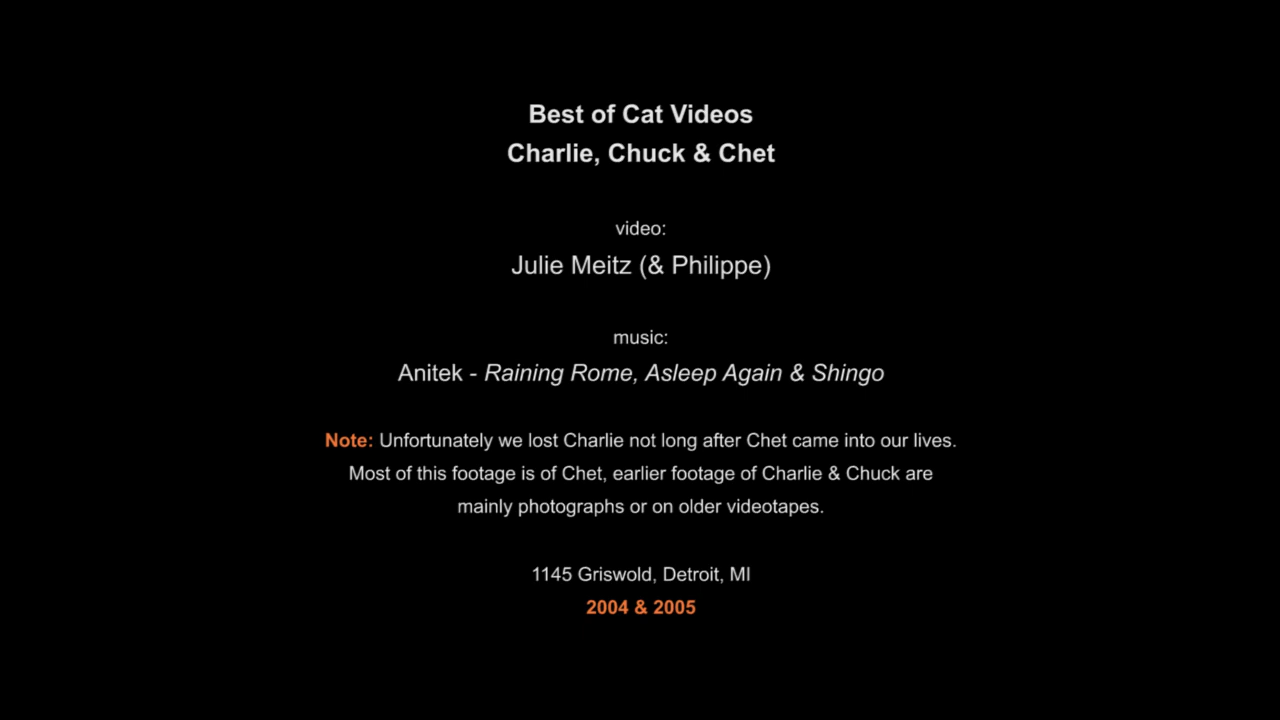 Best of Cat Videos
Charlie, Chuck & Chet
video:
Julie Meitz (& Philippe)
music:
Anitek - Raining Rome, Asleep Again & Shingo
Note: Unfortunately we lost Charlie not long after Chet came into our lives.
Most of this footage is of Chet, earlier footage of Charlie & Chuck are
mainly photographs or on older videotapes.
1145 Griswold, Detroit, MI
2004 & 2005